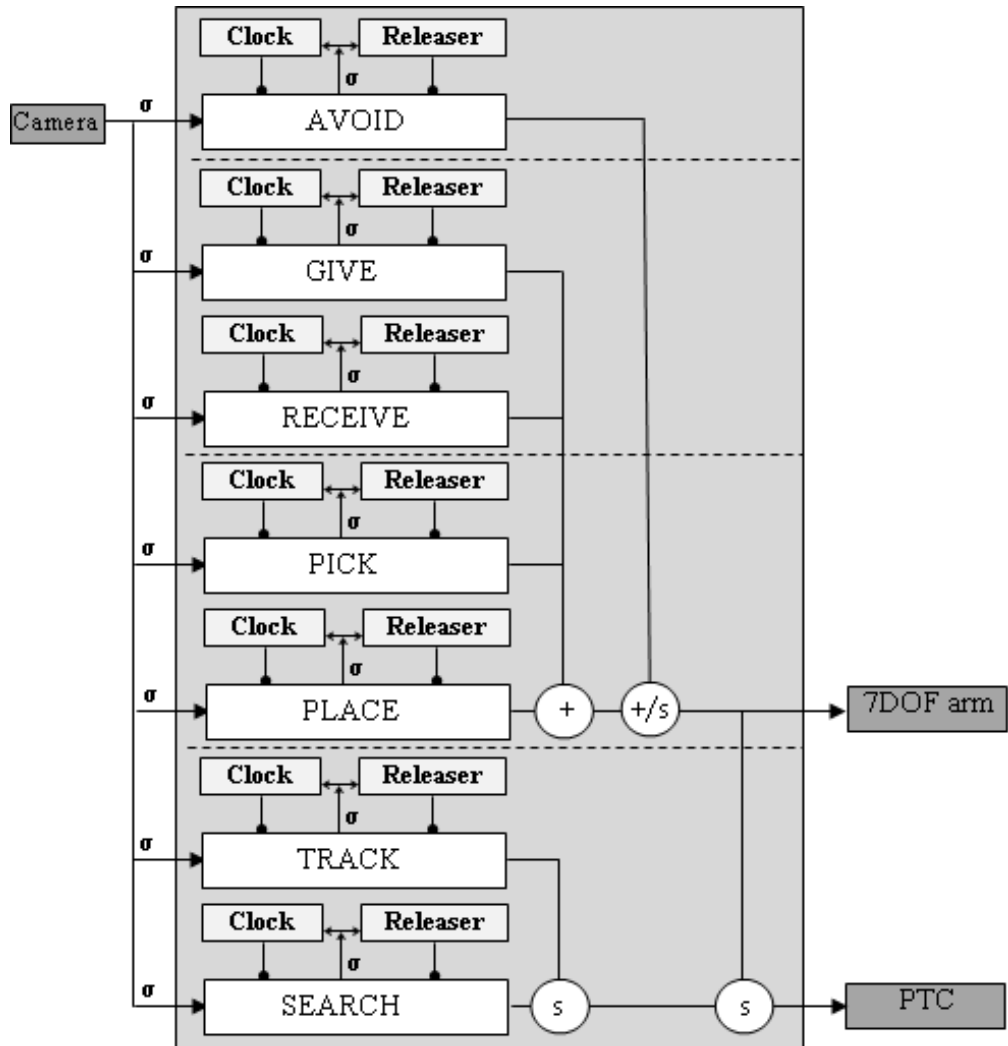 Clock Releaser
σ
σ
Camera
AVOID
Clock Releaser
σ
σ
GIVE
Clock Releaser
σ
σ
RECEIVE
Clock Releaser
σ
σ
PICK
Clock Releaser
σ
σ
PLACE
+
+/s
7DOF arm
Clock Releaser
σ
σ
TRACK
Clock Releaser
σ
σ
SEARCH
s
s
PTC